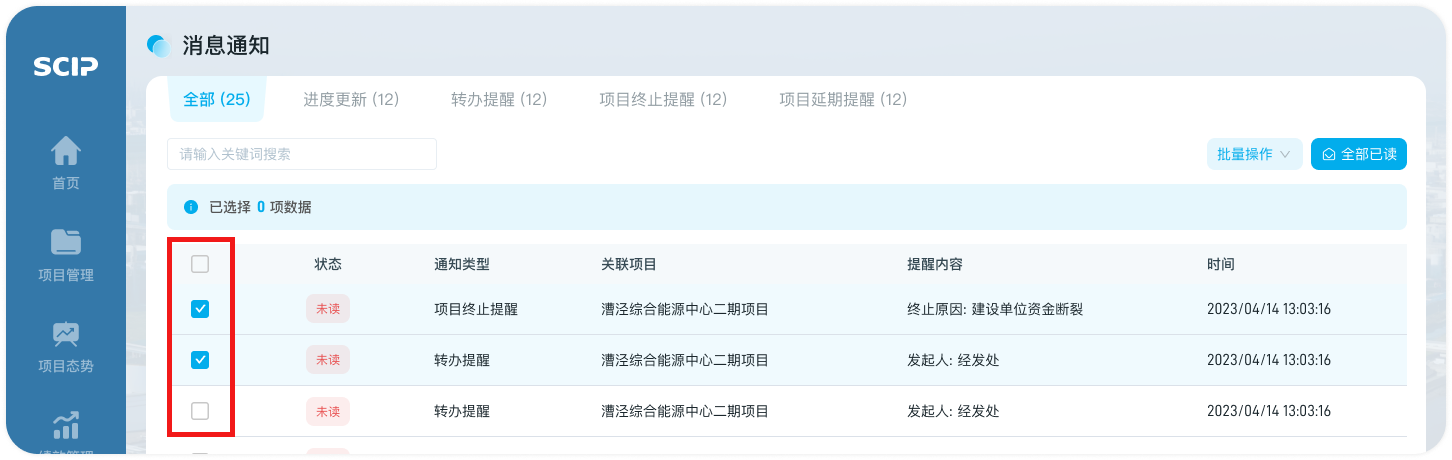 SCIP
首页
项目管理
项目态势
绩效管理
消息通知
全部 (25) 进度更新 (12) 转办提醒 (12) 项目终止提醒 (12) 项目延期提醒 (12)
请输入关键词搜索 批量操作 全部已读
已选择 0 项数据
状态 通知类型 关联项目 提醒内容 时间
未读 项目终止提醒 漕泾综合能源中心二期项目 终止原因: 建设单位资金断裂 2023/04/14 13:03:16
未读 转办提醒 漕泾综合能源中心二期项目 发起人: 经发处 2023/04/14 13:03:16
未读 转办提醒 漕泾综合能源中心二期项目 发起人: 经发处 2023/04/14 13:03:16